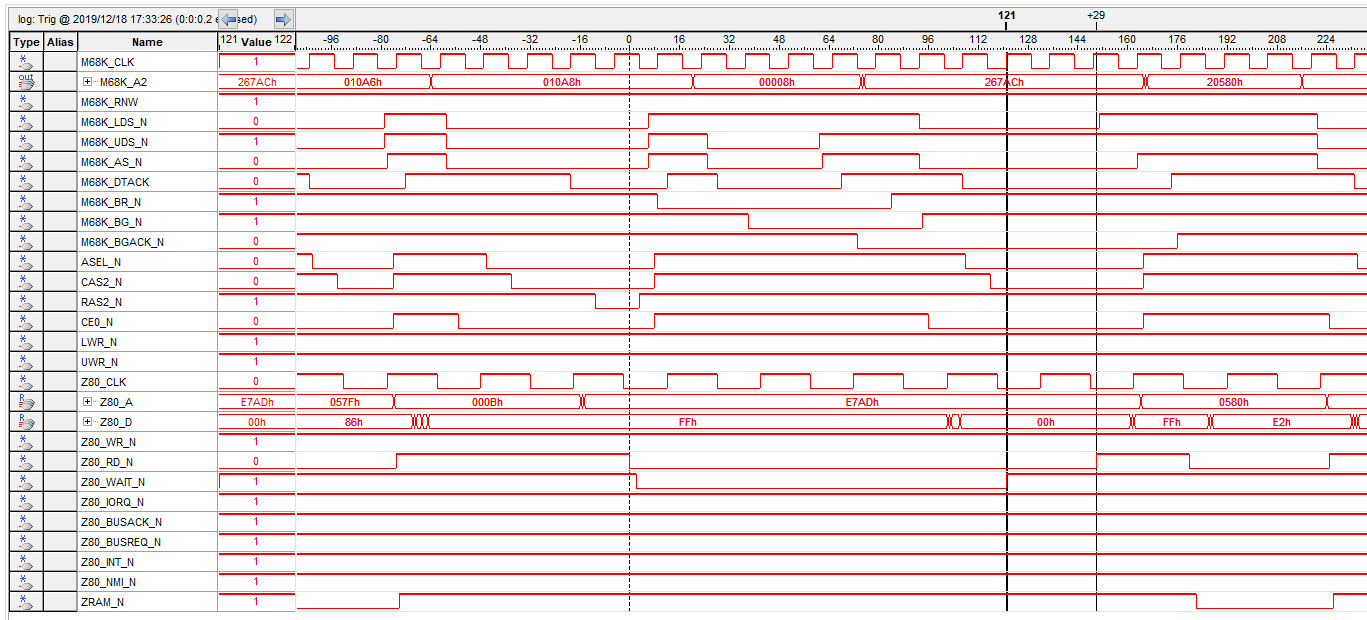 log: Trig @ 2019/12/18 17:33:26 (0:0:0.2 sed)
121 +29
Type Alias Name 121 Value 122 -96 -80 -64 -48 -32 -16 0 16 32 48 64 80 96 112 128 144 160 176 192 208 224
* M68K_CLK 1
out M68K_A2 267ACh 010A6h 010A8h 00008h 267ACh 20580h
* M68K_RNW 1
* M68K_LDS_N 0
* M68K_UDS_N 1
* M68K_AS_N 0
* M68K_DTACK 0
* M68K_BR_N 1
* M68K_BG_N 1
* M68K_BGACK_N 0
* ASEL_N 0
* CAS2_N 0
* RAS2_N 1
* CE0_N 0
* LWR_N 1
* UWR_N 1
* Z80_CLK 0
R Z80_A E7ADh 057Fh 000Bh E7ADh 0580h
R Z80_D 00h 86h FFh 00h FFh E2h
* Z80_WR_N 1
* Z80_RD_N 0
* Z80_WAIT_N 1
* Z80_IORQ_N 1
* Z80_BUSACK_N 1
* Z80_BUSREQ_N 1
* Z80_INT_N 1
* Z80_NMI_N 1
* ZRAM_N 1